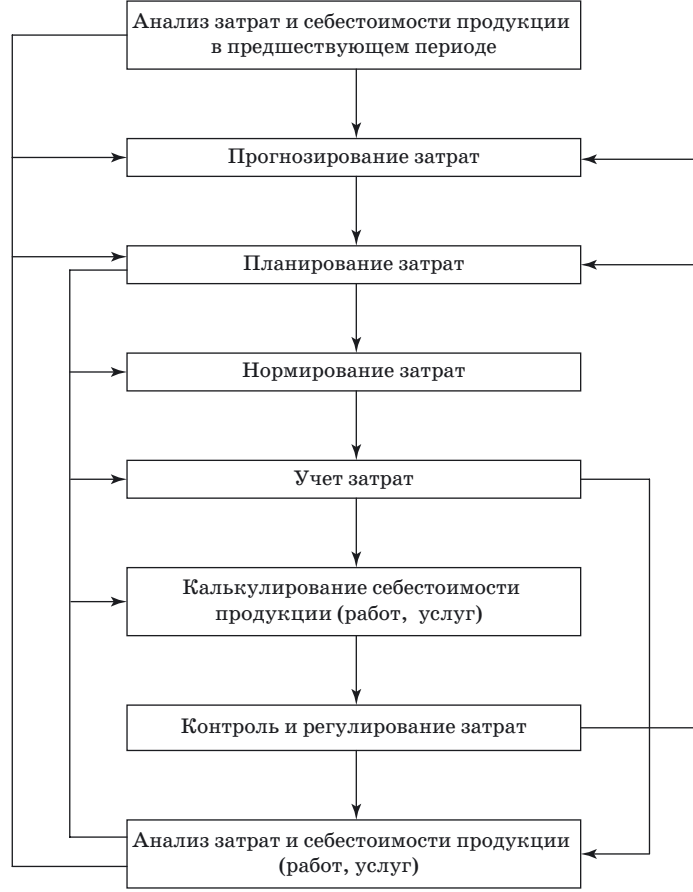 Анализ затрат и себестоимости продукции
в предшествующем периоде
Прогнозирование затрат
Планирование затрат
Нормирование затрат
Учет затрат
Калькулирование себестоимости
продукции (работ, услуг)
Контроль и регулирование затрат
Анализ затрат и себестоимости продукции
(работ, услуг)